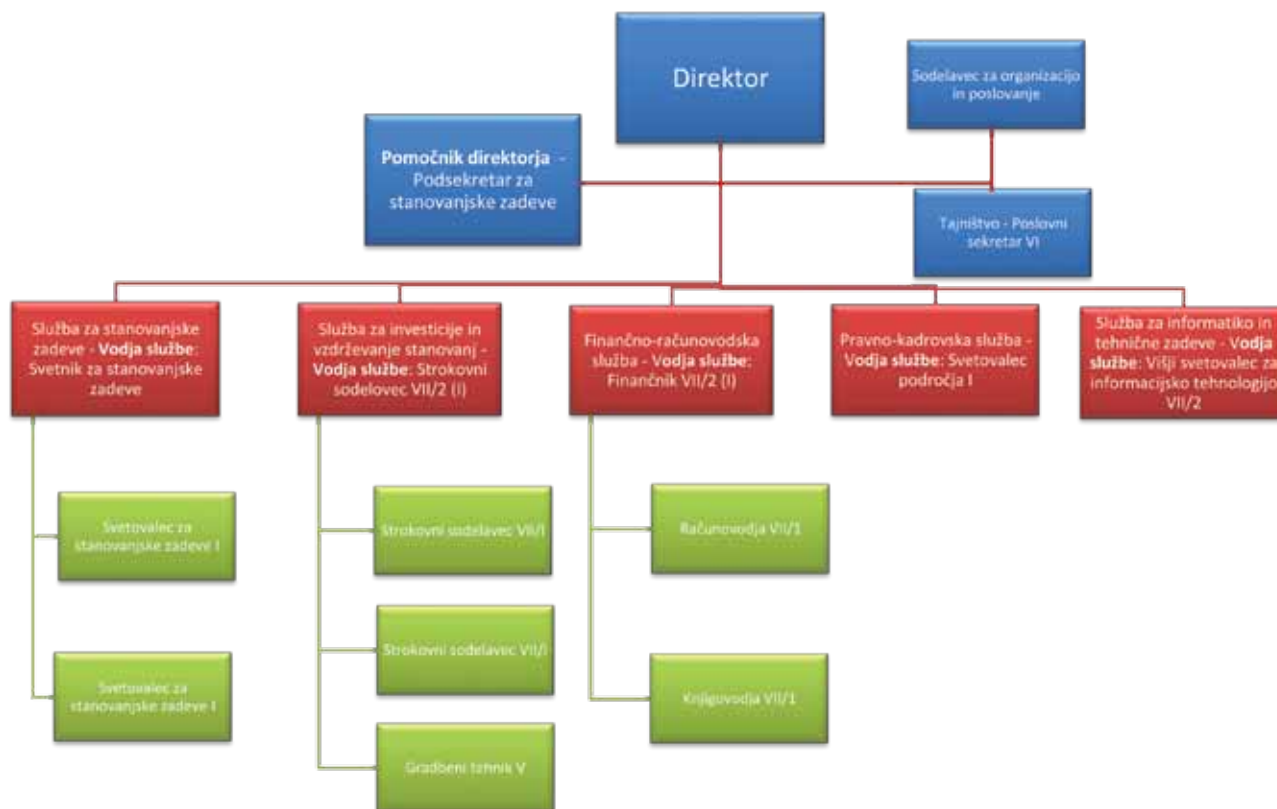 Direktor
Sodelavec za organizacijo
in poslovanje
Pomočnik direktorja -
Podsekretar za
stanovanjske zadeve
Tajništvo - Poslovni
sekretar VI
Služba za stanovanjske
zadeve - Vodja službe:
Svetnik za stanovanjske
zadeve
Služba za investicije in
vzdrževanje stanovanj -
Vodja službe: Strokovni
sodelovec VII/2 (I)
Finančno-računovodska
služba - Vodja službe:
Finančnik VII/2 (I)
Pravno-kadrovska služba -
Vodja službe: Svetovalec
področja I
Služba za informatiko in
tehnične zadeve - Vodja
službe: Višji svetovalec za
informacijsko tehnologijo
VII/2
Svetovalec za
stanovanjske zadeve I
Strokovni sodelavec VII/I
Računovodja VII/1
Strokovni sodelavec VII/I
Svetovalec za
stanovanjske zadeve I
Knjigovodja VII/1
Gradbeni tehnik V